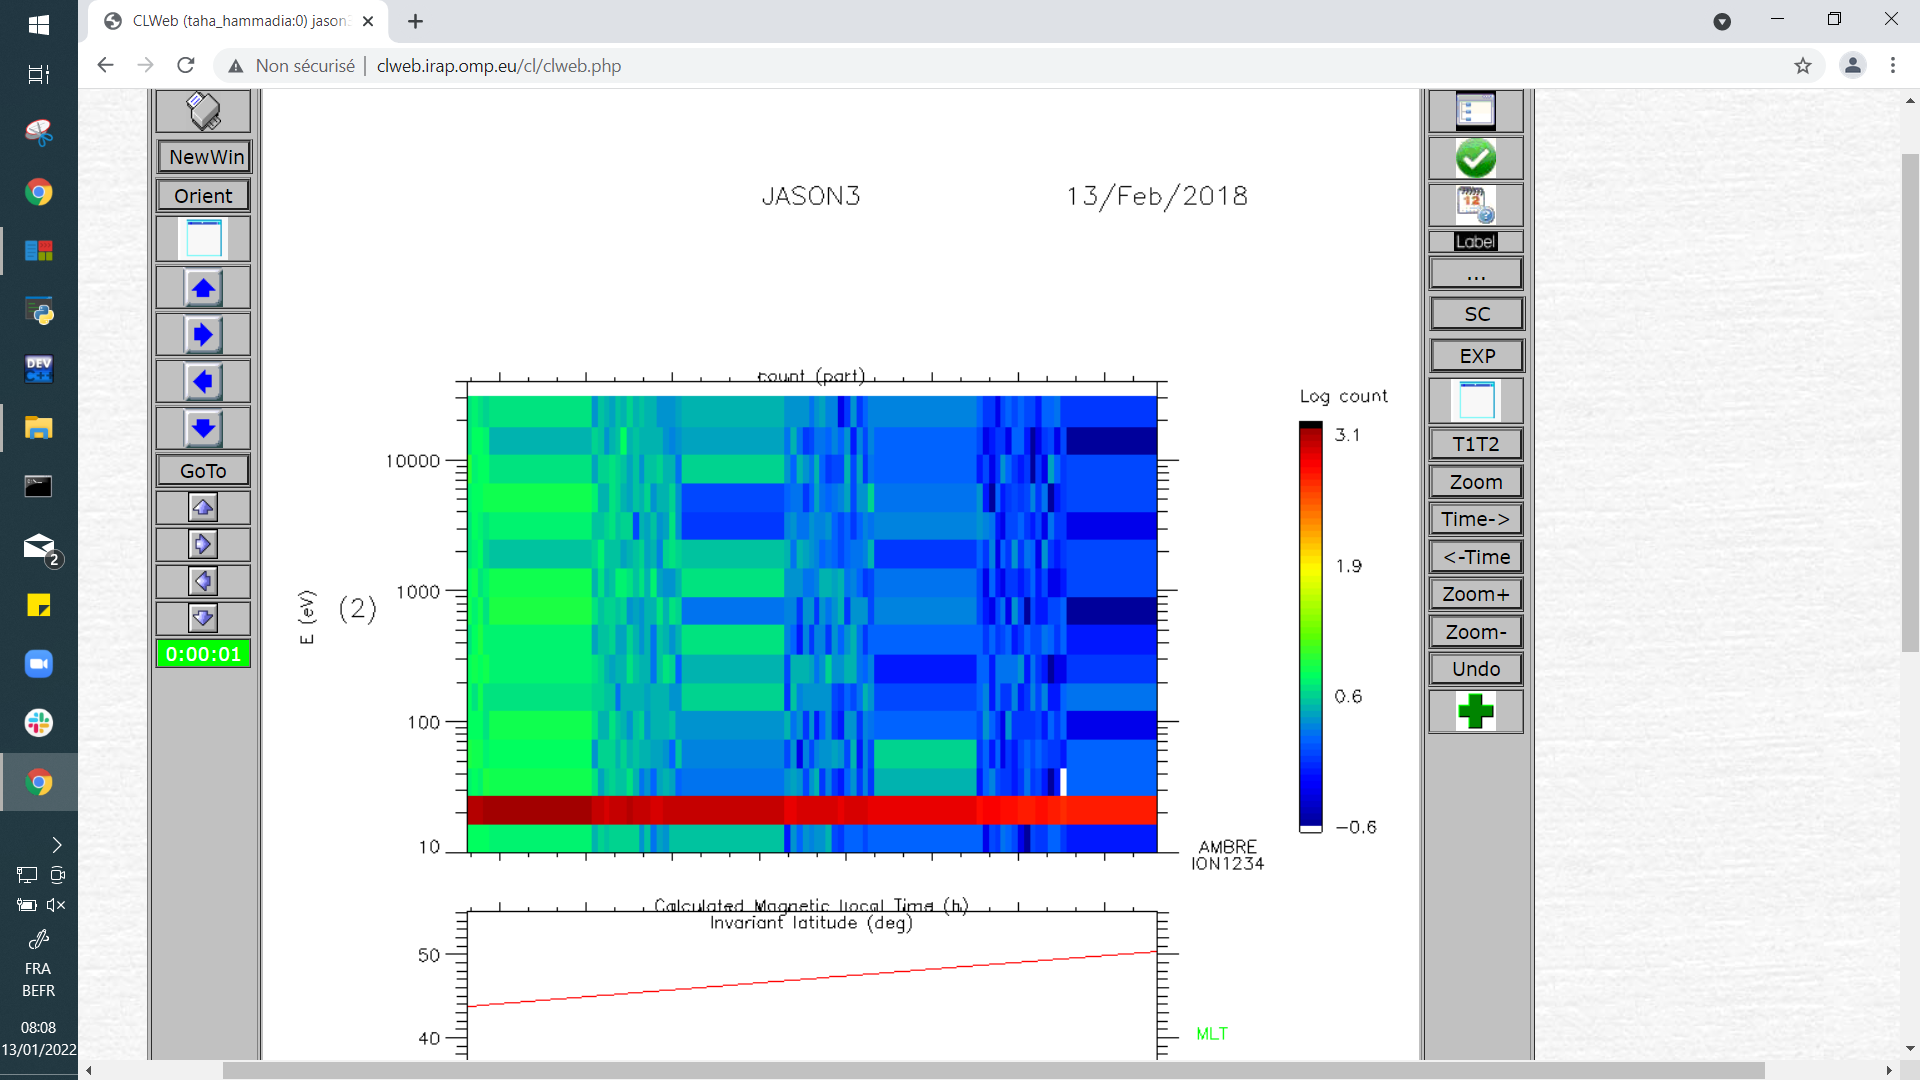 CLWeb (taha_hammadia:0) jason3
Non sécurisé
clweb.irap.omp.eu/cl/clweb.php
NewWin
Orient
GoTo
0:00:01
JASON3
13/Feb/2018
count (part)
10000
1000
100
10
E (eV)
(2)
Log count
3.1
1.9
0.6
−0.6
AMBRE
ION1234
Calculated Magnetic Local Time (h)
Invariant latitude (deg)
50
40
MLT
12
Label
...
SC
EXP
T1T2
Zoom
Time->
<-Time
Zoom+
Zoom-
Undo
DEV
C++
2
FRA
BEFR
08:08
13/01/2022